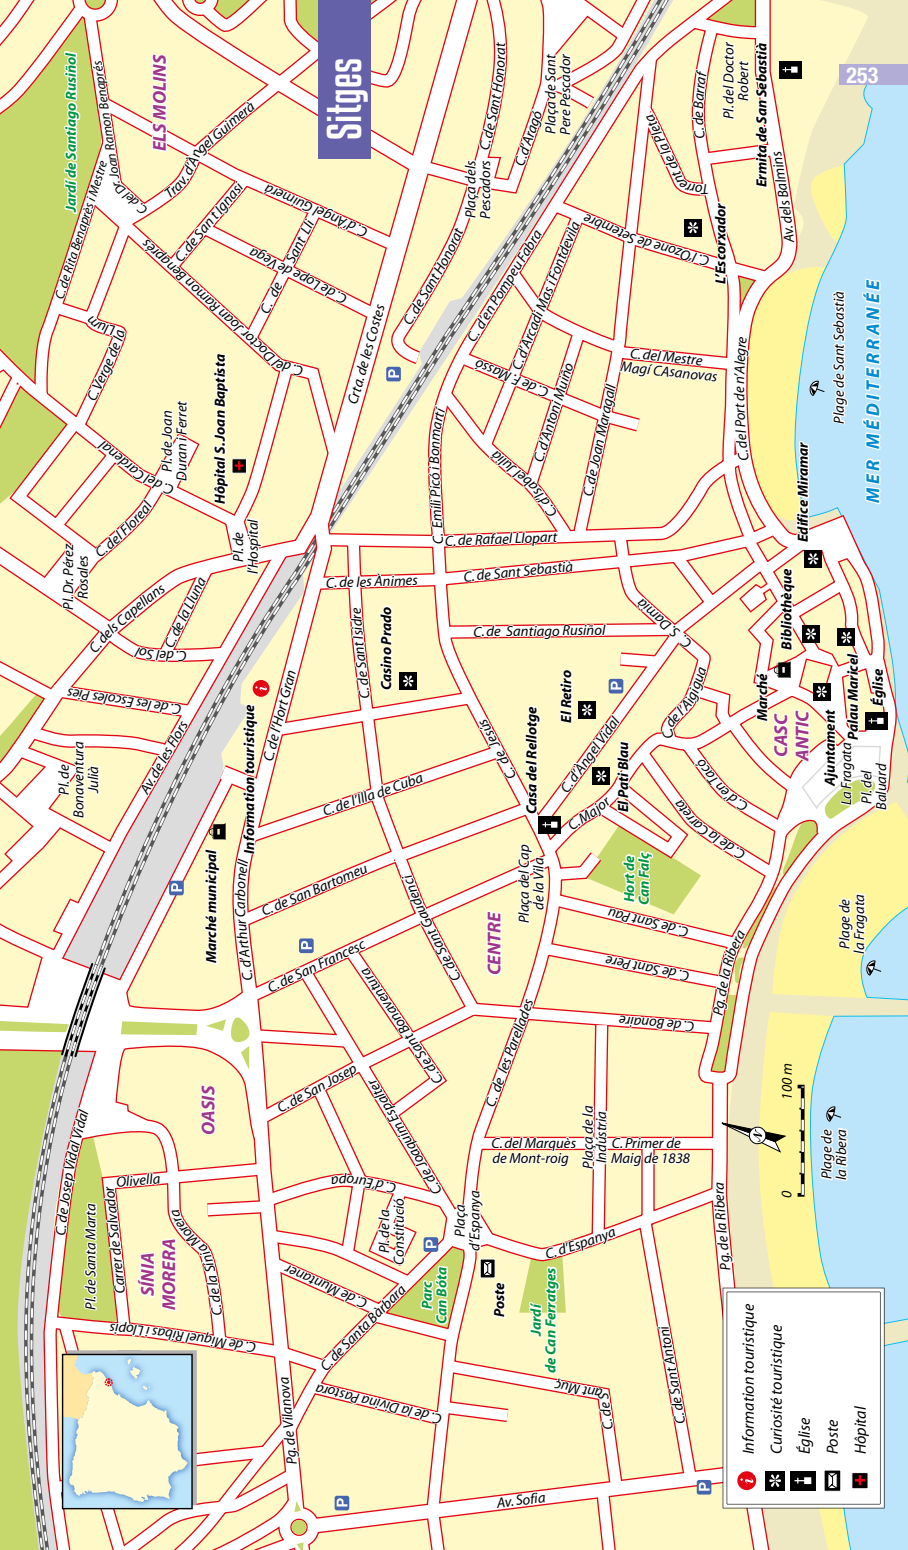 Sitges
253
Jardí de Santiago Rusiñol
ELS MOLINS
C. de Rita Benaprès i Mestre
C. del Dr. Joan Ramon Benaprés
Trav. d'Àngel Guimerà
C. de Sant Ignasi
C. d'Àngel Guimerà
C. de Sant Llí
C. de Lope de Vega
C. del Doctor Joan Ramon Benaprés
C. Verge de la
Llum
C. del Cardenal
Pl. de Joan
Duran i Ferret
Hôpital S. Joan Baptista
C. del Floreal
Pl. de
l'Hospital
Pl. Dr. Pérez
Rosales
C. dels Capellans
C. de la Lluna
C. del Sol
C. de les Escoles Pies
Av. de les Flors
Pl. de
Bonaventura
Julià
Crta. de les Costes
C. de Sant Honorat
C. de Sant Honorat
Plaça dels
Pescadors
C. d'Aragó
Plaça de Sant
Pere Pescador
C. d'en Pompeu Fabra
C. d'Arcadi Mas i Fontdevila
C. l'Ozone de Setembre
Torrent de la Pleta
C. de Barraf
Pl. del Doctor
Robert
Ermita de San Sebastià
Av. dels Balmins
L'Escorxador
C. del Mestre
Magí CAsanovas
C. de F. Massó
C. d'Antoni Muiño
C. de Joan Maragall
C. d'Isabel Julià
C. Emili Picó i Bonmartí
C. del Port de n'Alegre
C. de Rafael Llopart
C. de Sant Sebastià
C. de les Ànimes
C. de Sant Isidre
Casino Prado
C. de Santiago Rusiñol
C. S. Damià
El Retiro
C. de l'Hort Gran
Information touristique
Marché municipal
C. d'Arthur Carbonell
C. de l'Illa de Cuba
C. de Jesus
Casa del Rellotge
C. d'Àngel Vidal
C. Major
El Pati Blau
C. de l'Aigigua
C. d'en Jacó
C. de la Carreta
Hort de
Can Falç
Plaça del Cap
de la Vila
C. de San Bartomeu
C. de Sant Gaudenci
C. de San Francesc
CENTRE
C. de Sant Pau
C. de Sant Pere
C. de Bonaire
C. de les Parellades
C. de Sant Bonaventura
C. de San Josep
C. de Joaquim Espalter
Plaça de la
Indústria
C. del Marquès
de Mont-roig
C. Primer de
Maig de 1838
Pg. de la Ribera
Pg. de la Ribera
OASIS
C. de Josep Vidal Vidal
Olivella
Pl. de Santa Marta
Carrer de Salvador
SÍNIA
MORERA
C. de la Sínia Morera
C. de Miquel Ribas i Llopis
C. d'Europa
Pl. de la
Constitució
Plaça
d'Espanya
C. d'Espanya
Parc
Can Bóta
Poste
Jardí
de Can Ferratges
C. de Muntaner
C. de Santa Bàrbara
Pg. de Vilanova
C. de la Divina Pastora
C. de Sant Muç
C. de Sant Antoni
Av. Sofia
CASC
ANTIC
Marché
Bibliothèque
Edifice Miramar
Palau Maricel
Ajuntament
Église
La Fragata
Pl. del
Baluard
MER MÉDITERRANÉE
Plage de Sant Sebastià
Plage de
la Fragata
Plage de
la Ribera
P
P
P
P
P
P
P
N
0 100 m
Information touristique
Curiosité touristique
Église
Poste
Hôpital